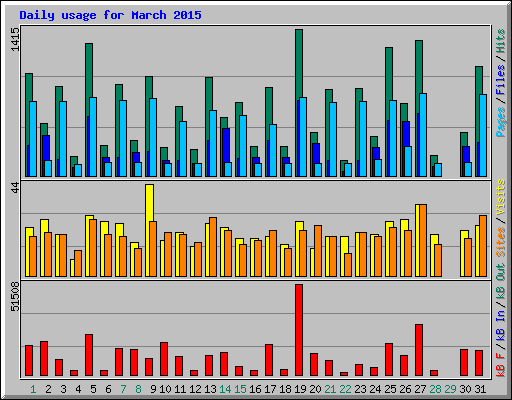 Daily usage for March 2015
1415
Pages / Files / Hits
44
Sites / Visits
51508
kB F / kB In / kB Out
1 2 3 4 5 6 7 8 9 10 11 12 13 14 15 16 17 18 19 20 21 22 23 24 25 26 27 28 29 30 31